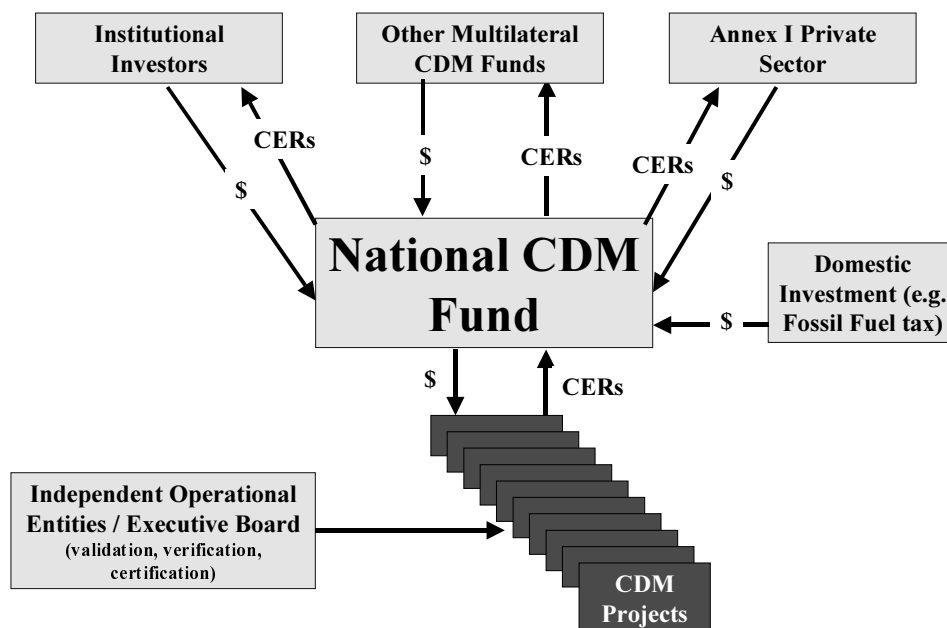 Institutional
Investors
Other Multilateral
CDM Funds
Annex I Private
Sector
CERs
$
$
CERs
CERs
$
National CDM
Fund
Domestic
Investment (e.g.
Fossil Fuel tax)
$
$
CERs
Independent Operational
Entities / Executive Board
(validation, verification,
certification)
CDM
Projects